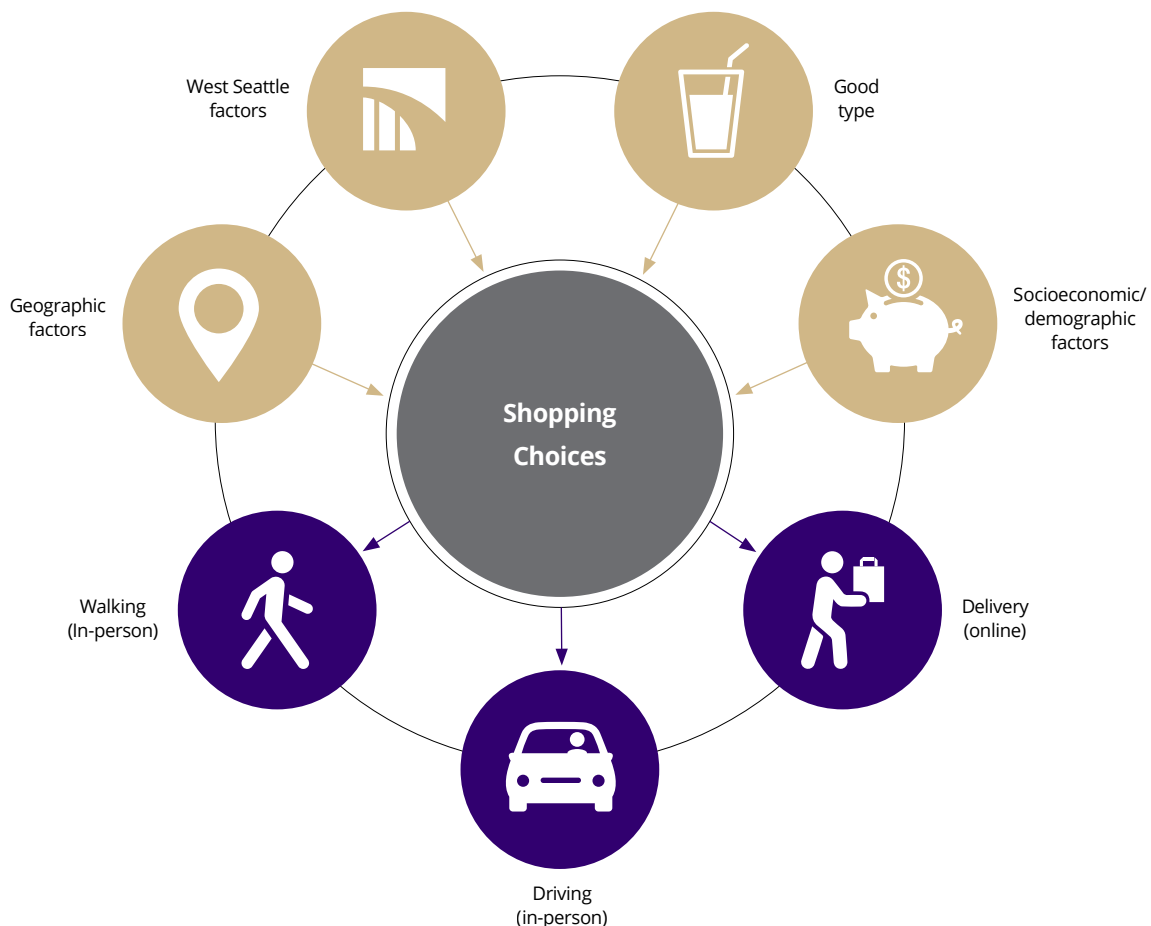 West Seattle
factors
Good
type
Geographic
factors
$
Socioeconomic/
demographic
factors
Shopping
Choices
Walking
(In-person)
Delivery
(online)
Driving
(in-person)